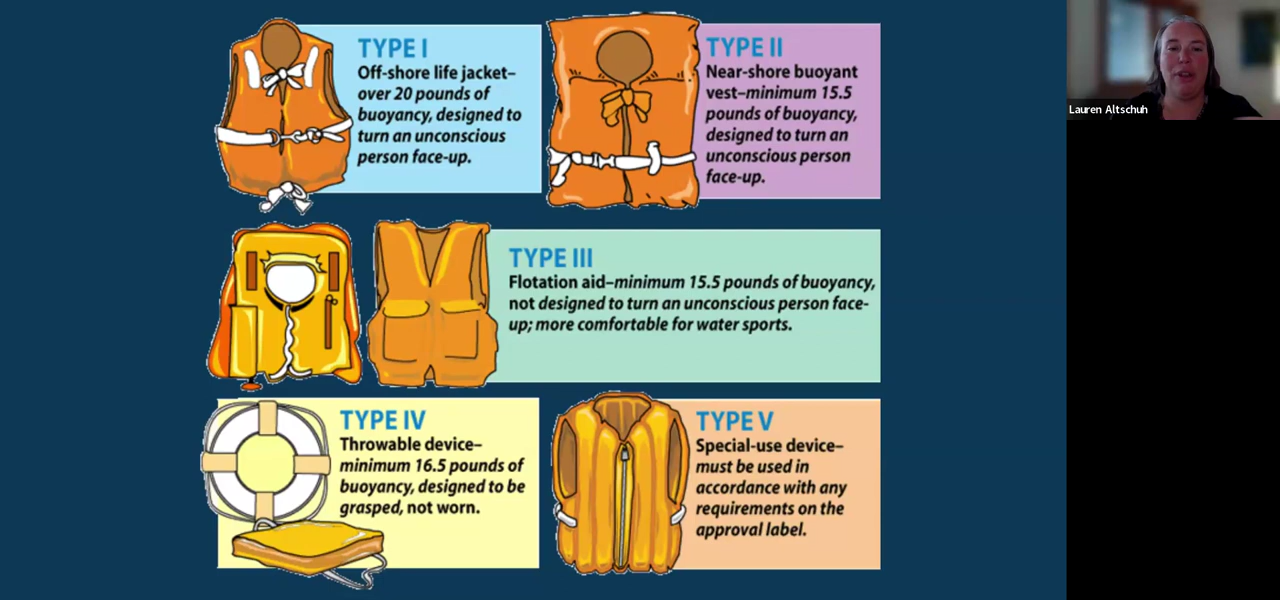 TYPE I
Off-shore life jacket–
over 20 pounds of
buoyancy, designed to
turn an unconscious
person face-up.
TYPE II
Near-shore buoyant
vest–minimum 15.5
pounds of buoyancy,
designed to turn an
unconscious person
face-up.
TYPE III
Flotation aid–minimum 15.5 pounds of buoyancy,
not designed to turn an unconscious person face-
up; more comfortable for water sports.
TYPE IV
Throwable device–
minimum 16.5 pounds of
buoyancy, designed to be
grasped, not worn.
TYPE V
Special-use device–
must be used in
accordance with any
requirements on the
approval label.
Lauren Altschuh